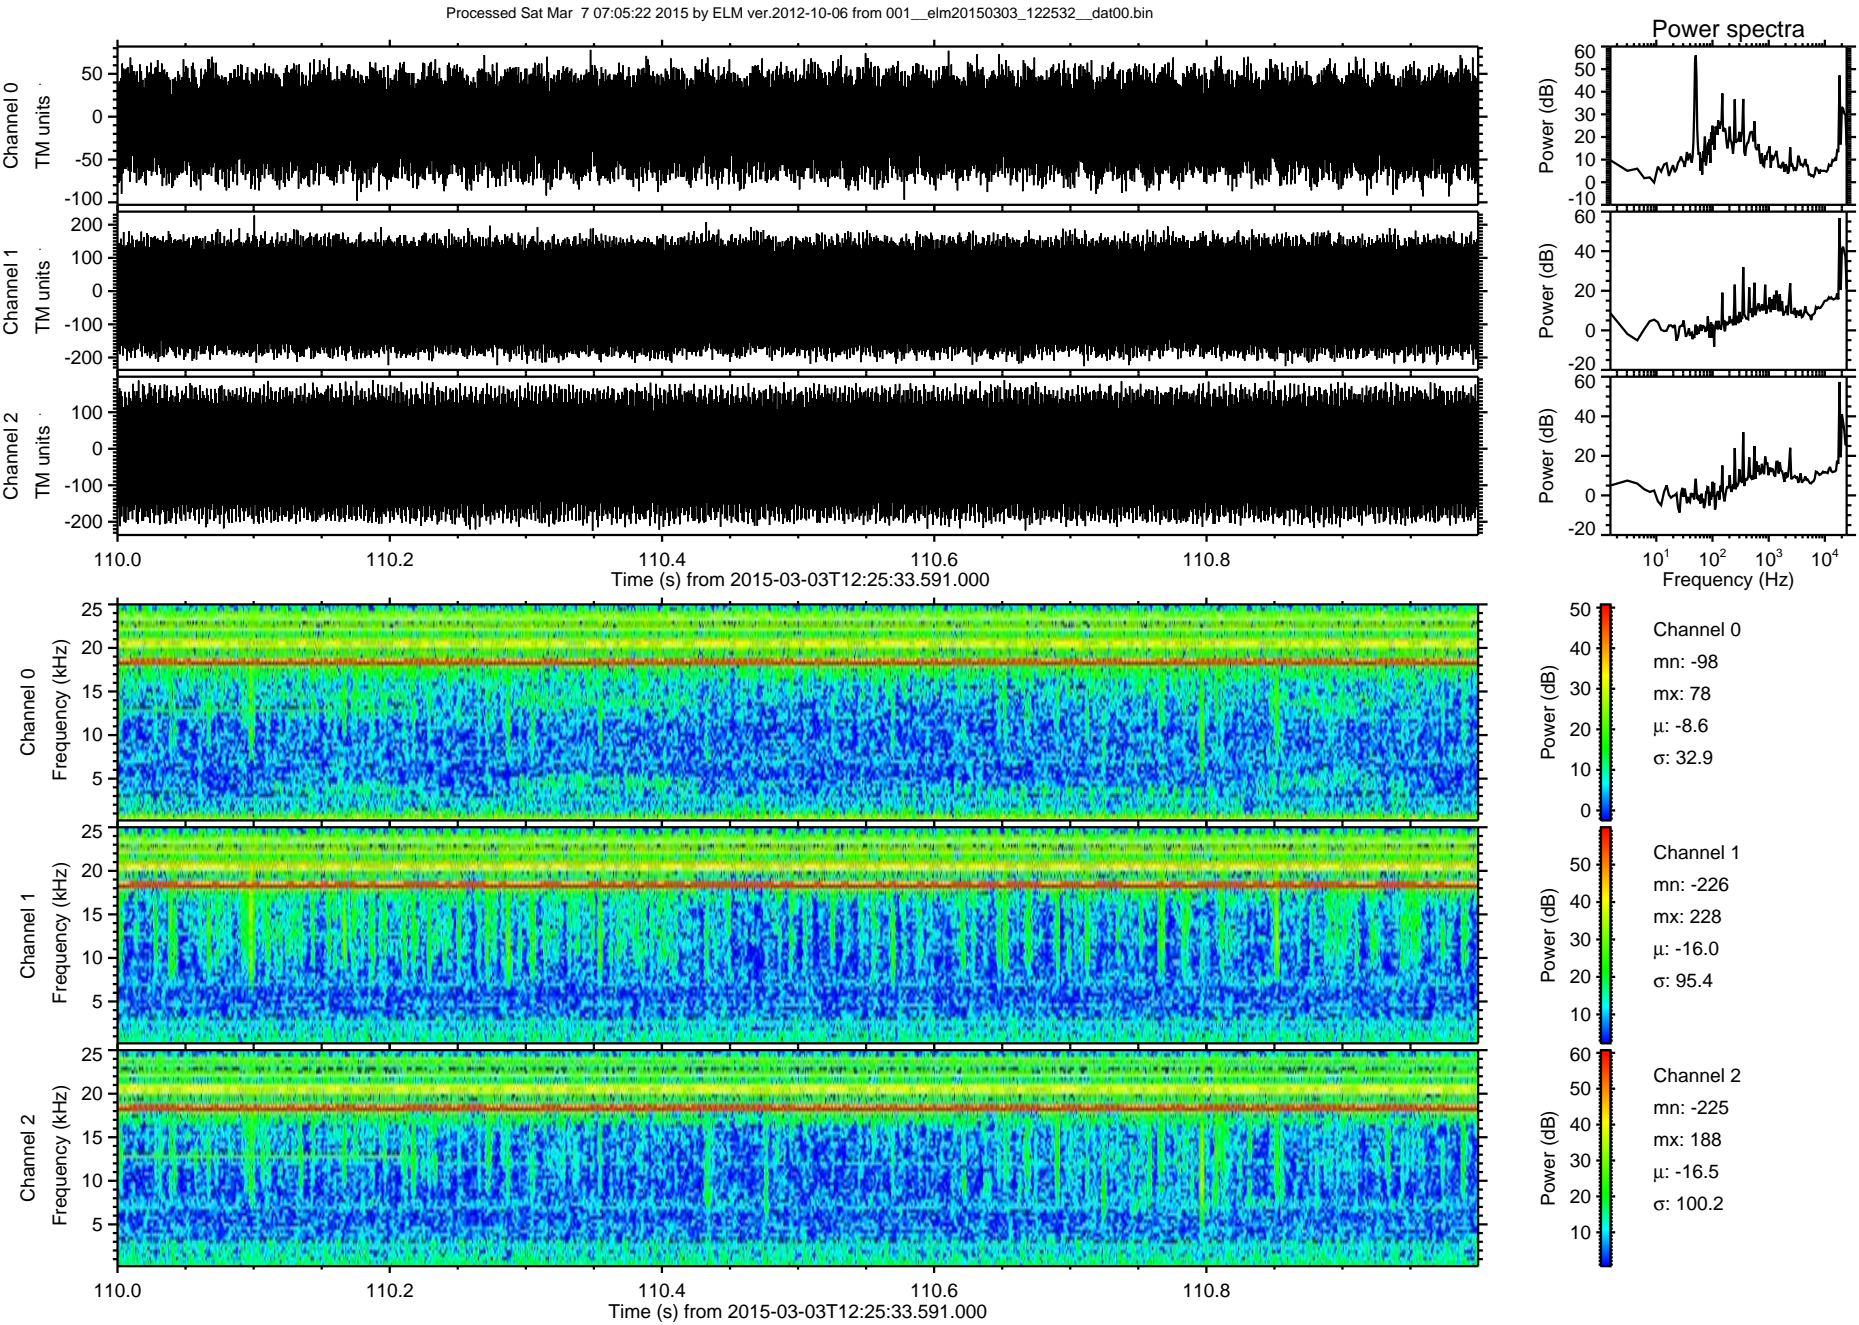 Processed Sat Mar  7 07:05:22 2015 by ELM ver.2012-10-06 from 001__elm20150303_122532__dat00.bin
Power spectra
Channel 0
TM units
50
0
-50
-100
Power (dB)
60
50
40
30
20
10
0
-10
Channel 1
TM units
200
100
0
-100
-200
Power (dB)
60
40
20
0
-20
Channel 2
TM units
100
0
-100
-200
Power (dB)
60
40
20
0
-20
110.0 110.2 110.4 110.6 110.8
Time (s) from 2015-03-03T12:25:33.591.000
10¹ 10² 10³ 10⁴
Frequency (Hz)
Channel 0
Frequency (kHz)
25
20
15
10
5
Power (dB)
50
40
30
20
10
0
Channel 0
mn: -98
mx: 78
µ: -8.6
σ: 32.9
Channel 1
Frequency (kHz)
25
20
15
10
5
Power (dB)
50
40
30
20
10
Channel 1
mn: -226
mx: 228
µ: -16.0
σ: 95.4
Channel 2
Frequency (kHz)
25
20
15
10
5
Power (dB)
60
50
40
30
20
10
Channel 2
mn: -225
mx: 188
µ: -16.5
σ: 100.2
110.0 110.2 110.4 110.6 110.8
Time (s) from 2015-03-03T12:25:33.591.000